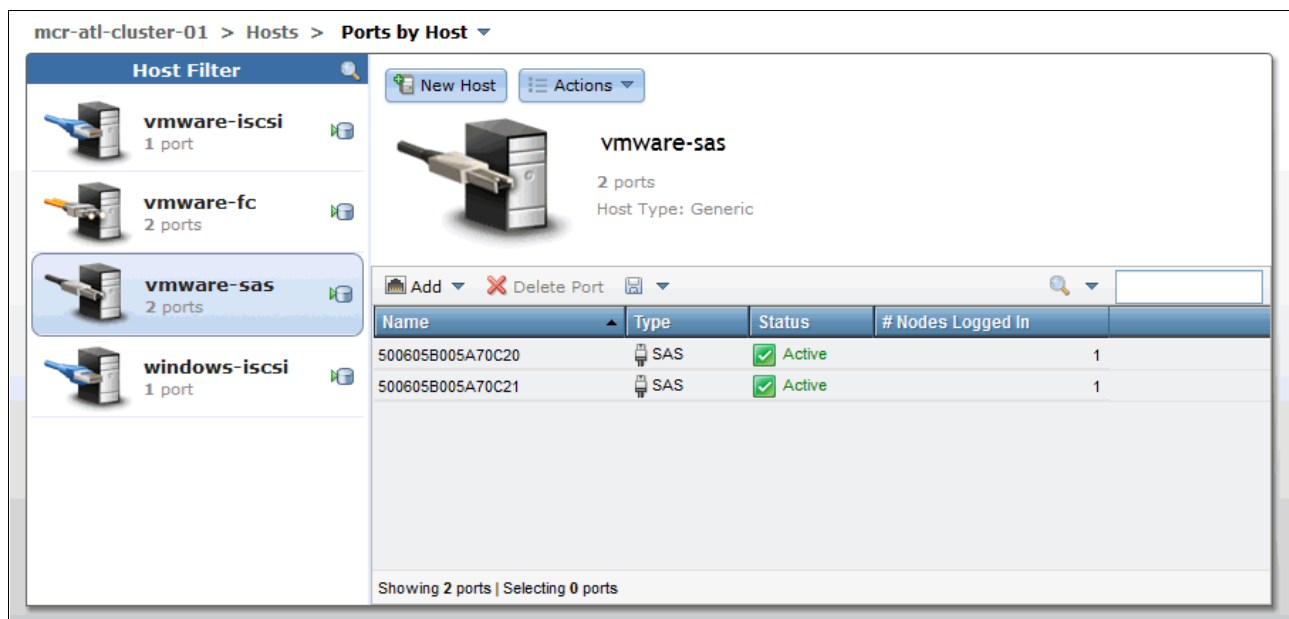 mcr-atl-cluster-01 > Hosts > Ports by Host
Host Filter
vmware-iscsi
1 port
vmware-fc
2 ports
vmware-sas
2 ports
windows-iscsi
1 port
New Host Actions
vmware-sas
2 ports
Host Type: Generic
Add Delete Port
Name Type Status # Nodes Logged In
500605B005A70C20 SAS Active 1
500605B005A70C21 SAS Active 1
Showing 2 ports | Selecting 0 ports